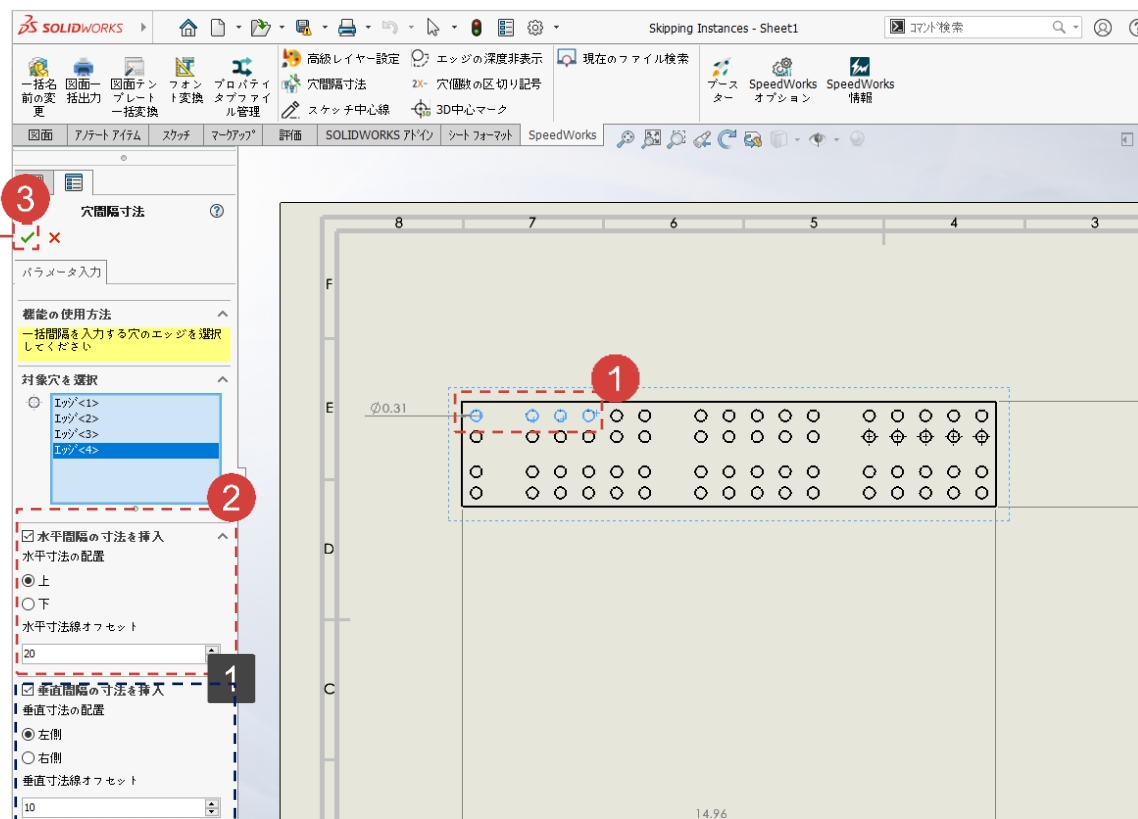 SOLIDWORKS
Skipping Instances - Sheet1
コマンド検索
一括名前の変更
図面一括出力
図面テンプレート一括変換
フォント変換
プロパティタブファイル管理
高級レイヤー設定
エッジの深度非表示
現在のファイル検索
穴間隔寸法
2X- 穴個数の区切り記号
スケッチ中心線
3D中心マーク
ブースター
SpeedWorks オプション
SpeedWorks 情報
図面
アノテート アイテム
スケッチ
マークアップ
評価
SOLIDWORKS アドイン
シート フォーマット
SpeedWorks
3
穴間隔寸法
パラメータ入力
機能の使用方法
一括間隔を入力する穴のエッジを選択
してください
対象穴を選択
エッジ<1>
エッジ<2>
エッジ<3>
エッジ<4>
2
水平間隔の寸法を挿入
水平寸法の配置
上
下
水平寸法線オフセット
20
1
垂直間隔の寸法を挿入
垂直寸法の配置
左側
右側
垂直寸法線オフセット
10
8
7
6
5
4
3
F
1
E
Ø0.31
D
C
14.96